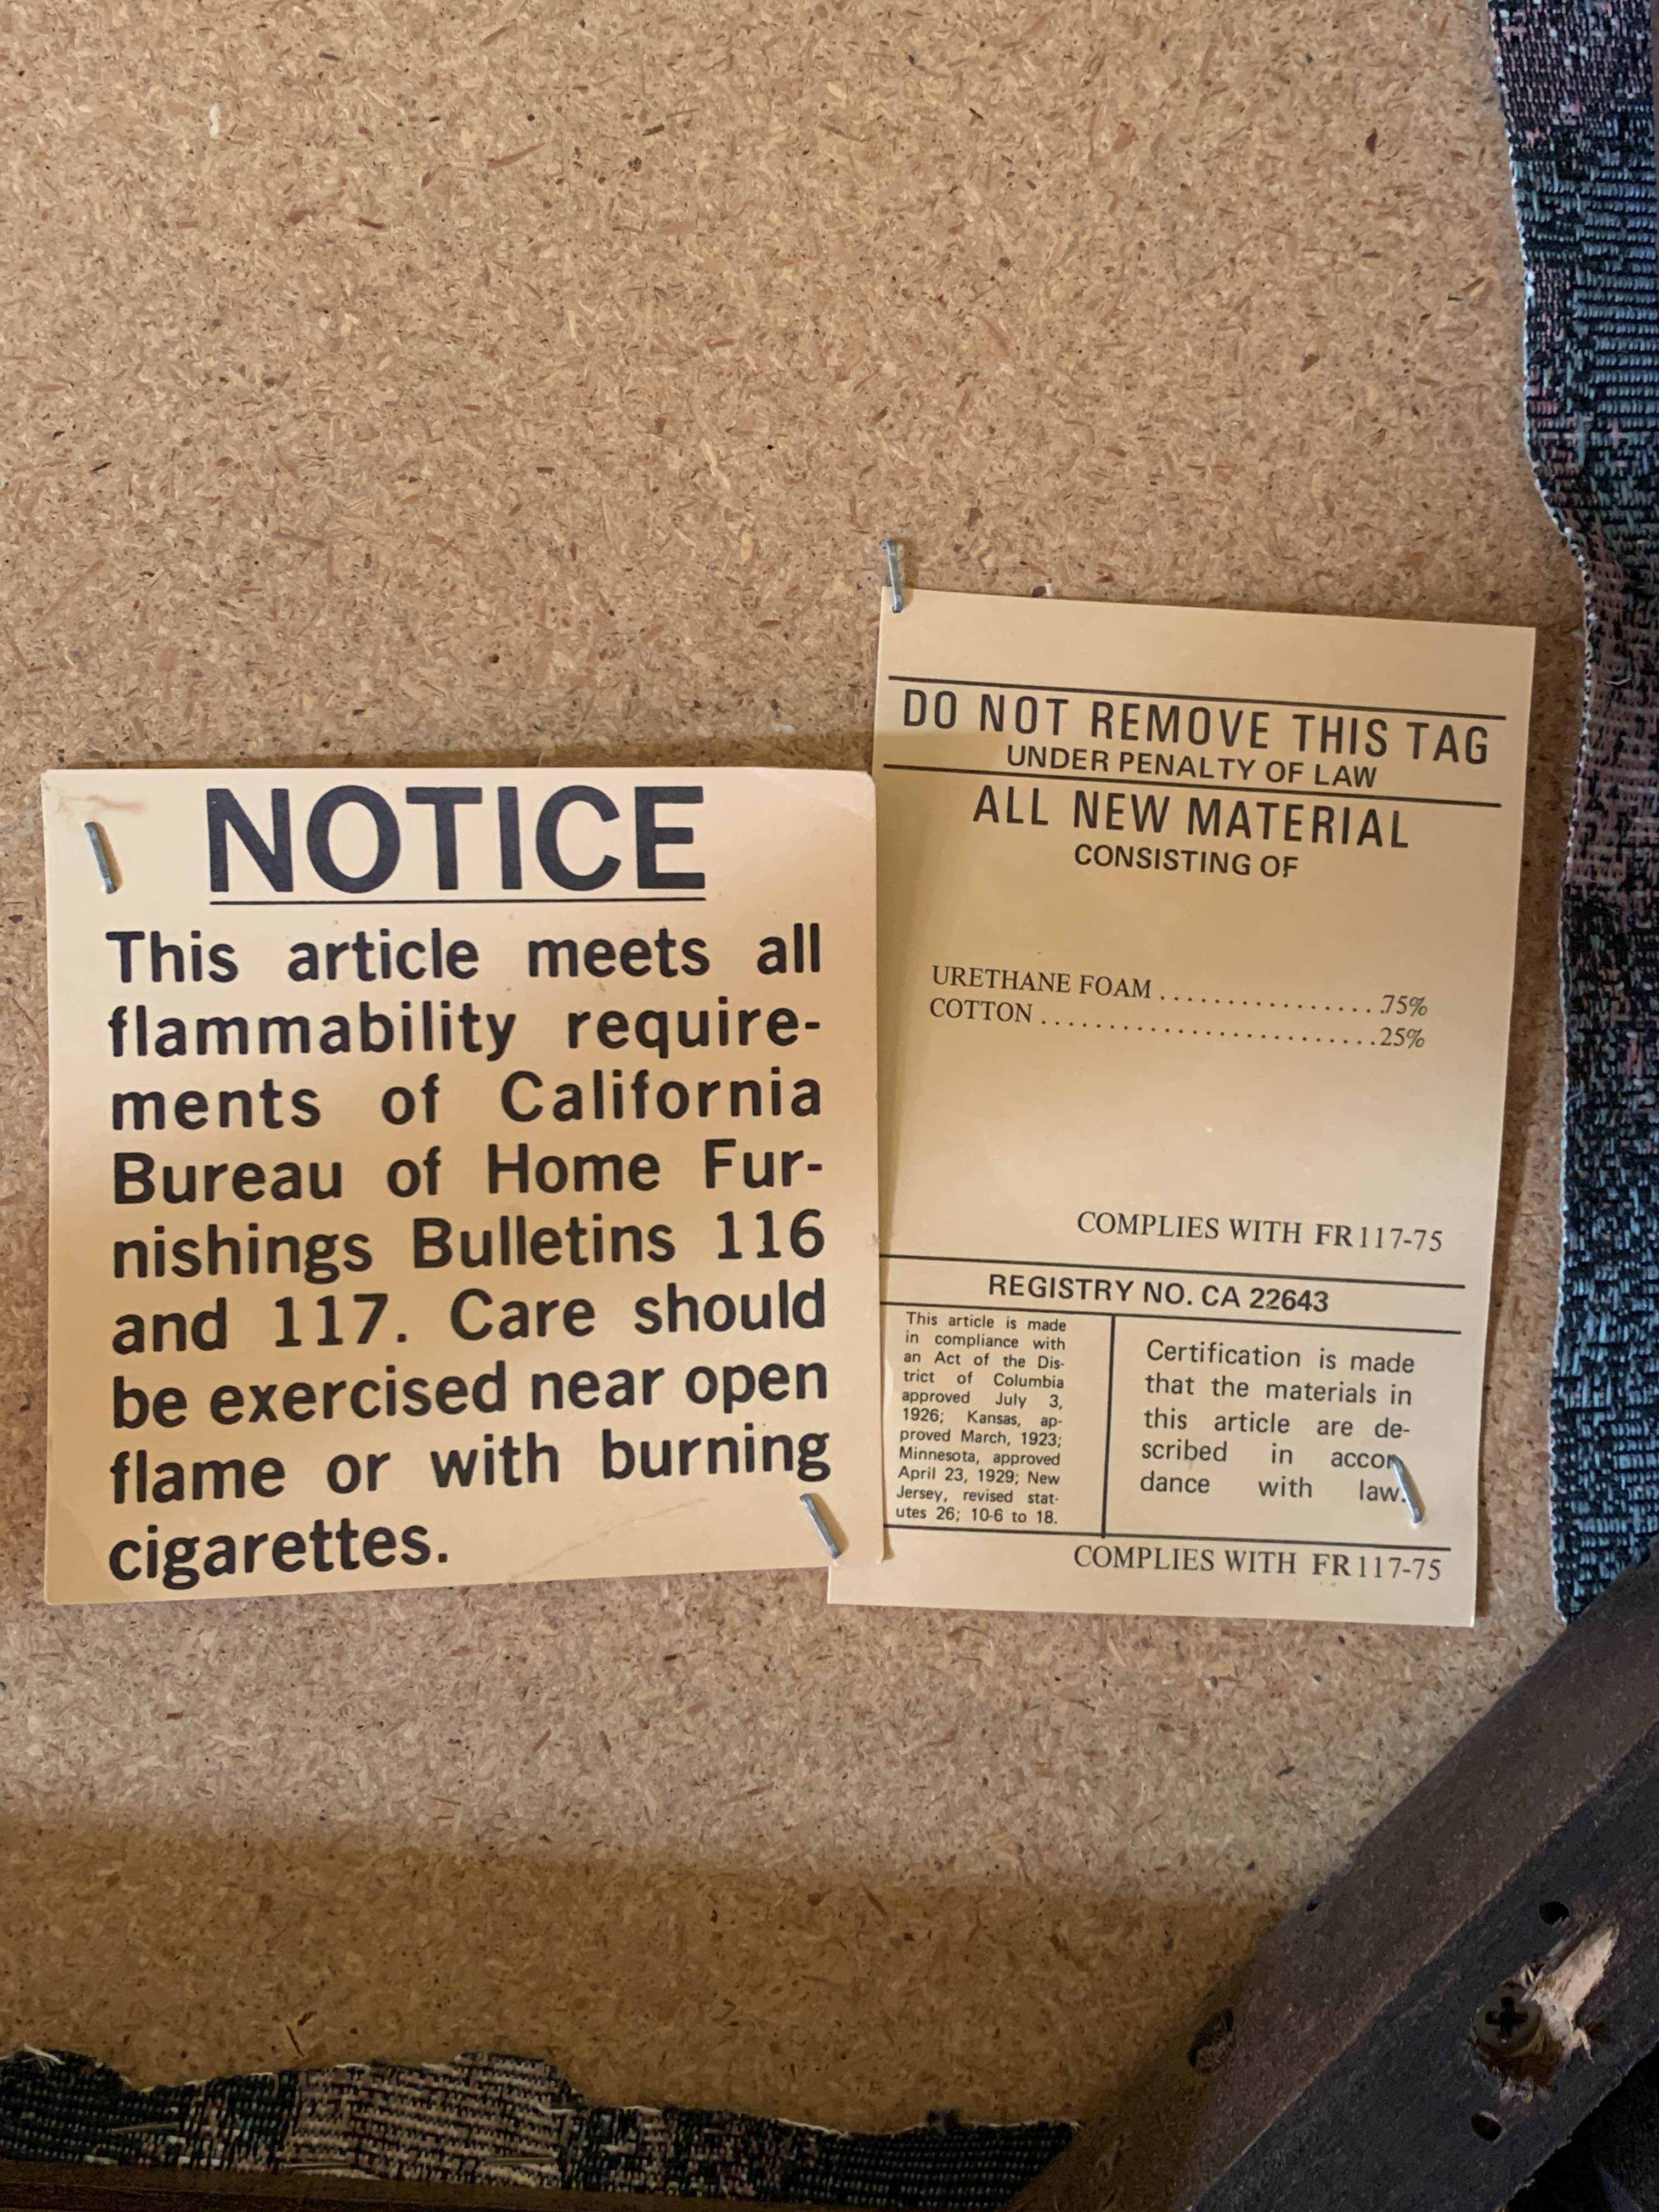 NOTICE
This article meets all
flammability require-
ments of California
Bureau of Home Fur-
nishings Bulletins 116
and 117. Care should
be exercised near open
flame or with burning
cigarettes.
DO NOT REMOVE THIS TAG
UNDER PENALTY OF LAW
ALL NEW MATERIAL
CONSISTING OF
URETHANE FOAM ................. 75%
COTTON ......................... 25%
COMPLIES WITH FR 117-75
REGISTRY NO. CA 22643
This article is made
in compliance with
an Act of the Dis-
trict of Columbia
approved July 3,
1926; Kansas, ap-
proved March, 1923;
Minnesota, approved
April 23, 1929; New
Jersey, revised stat-
utes 26; 10-6 to 18.
Certification is made
that the materials in
this article are de-
scribed in accor
dance with law.
COMPLIES WITH FR 117-75